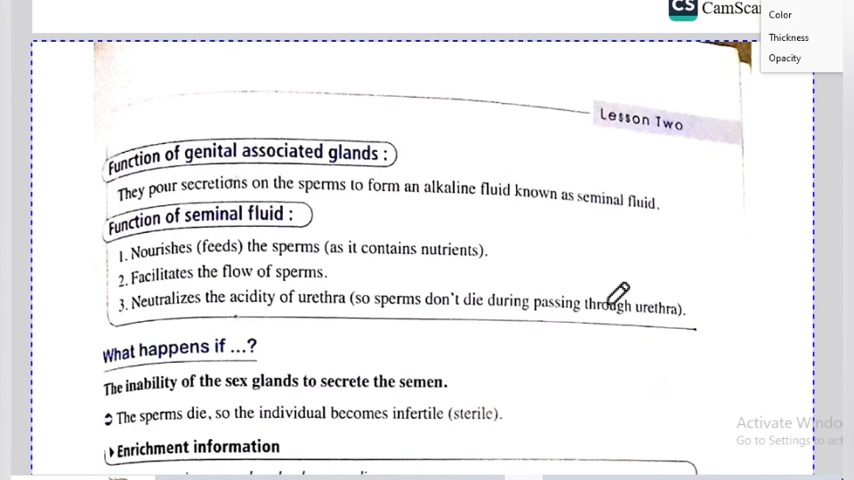 CS CamSca
Color
Thickness
Opacity
Lesson Two
Function of genital associated glands :
They pour secretions on the sperms to form an alkaline fluid known as seminal fluid.
Function of seminal fluid :
1. Nourishes (feeds) the sperms (as it contains nutrients).
2. Facilitates the flow of sperms.
3. Neutralizes the acidity of urethra (so sperms don't die during passing through urethra).
What happens if ...?
The inability of the sex glands to secrete the semen.
The sperms die, so the individual becomes infertile (sterile).
Enrichment information
Activate Windo
Go to Settings to act